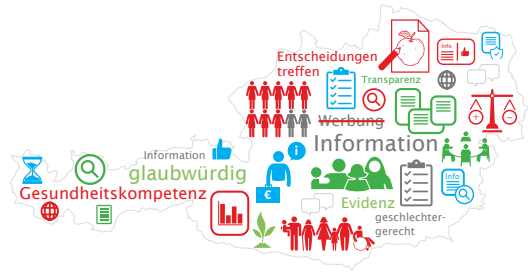 Entscheidungen
treffen
Info
Transparenz
Werbung
Information
Information
glaubwürdig
Gesundheitskompetenz
i
Info
€
Evidenz
geschlechter-
gerecht